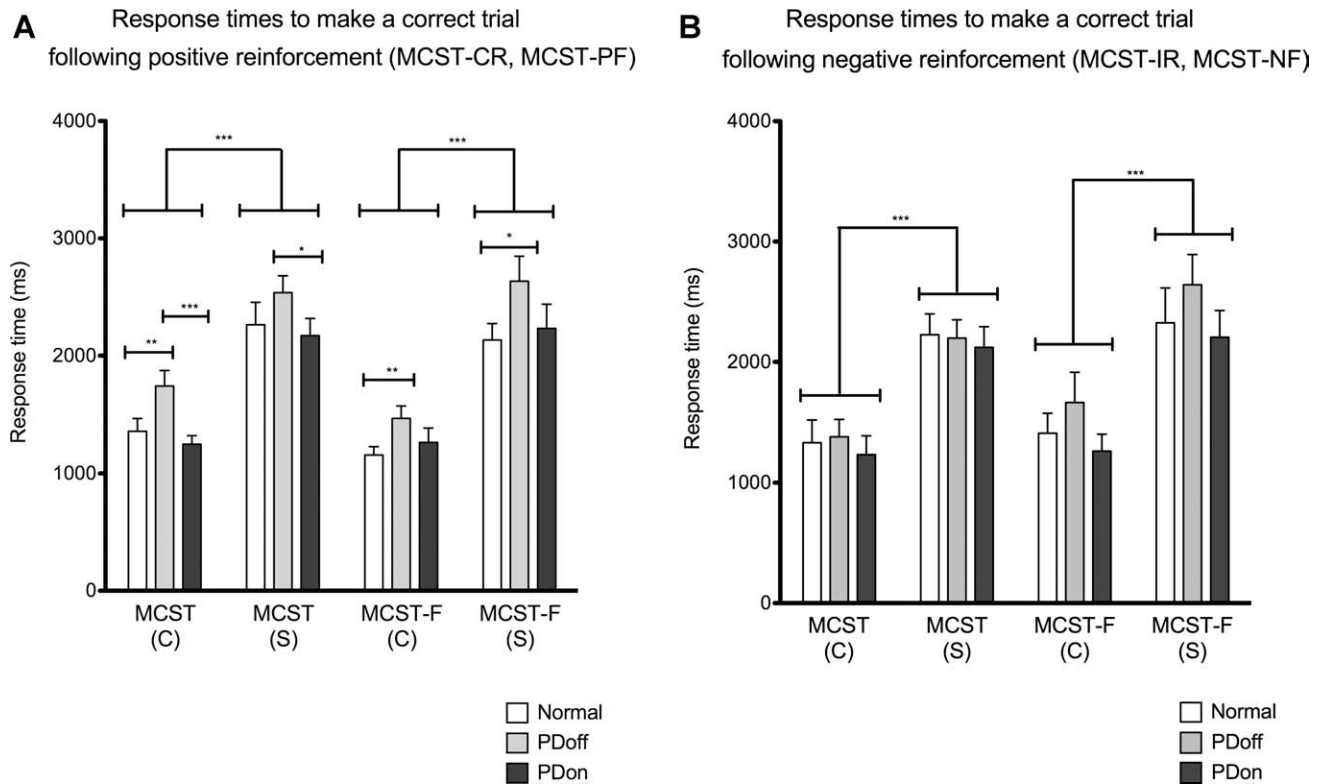 A
Response times to make a correct trial
following positive reinforcement (MCST-CR, MCST-PF)
Response time (ms)
4000
3000
2000
1000
0
***
***
*
*
***
**
**
MCST
(C)
MCST
(S)
MCST-F
(C)
MCST-F
(S)
Normal
PDoff
PDon
B
Response times to make a correct trial
following negative reinforcement (MCST-IR, MCST-NF)
Response time (ms)
4000
3000
2000
1000
0
***
***
MCST
(C)
MCST
(S)
MCST-F
(C)
MCST-F
(S)
Normal
PDoff
PDon